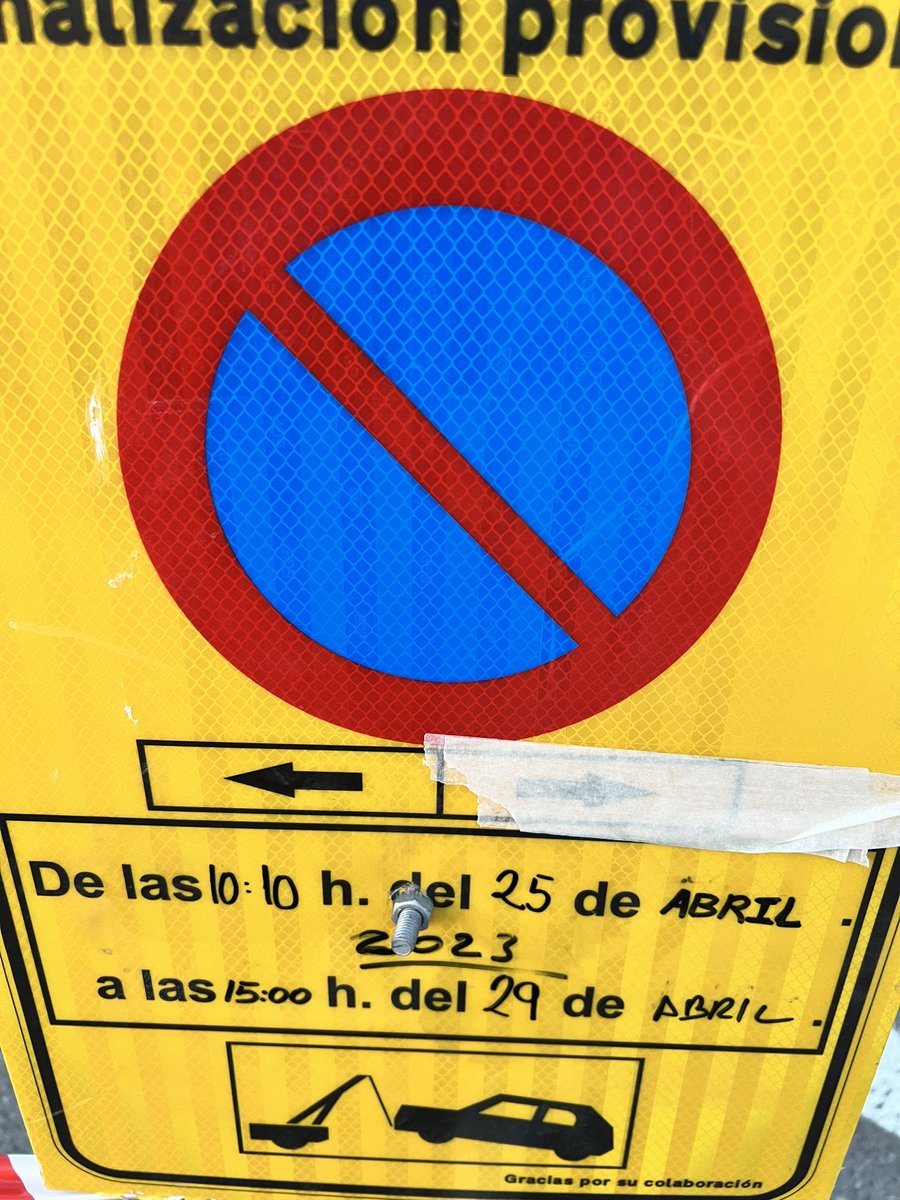 nalización provisio
De las 10:10 h. del 25 de ABRIL .
2023
a las 15:00 h. del 29 de ABRIL .
Gracias por su colaboración